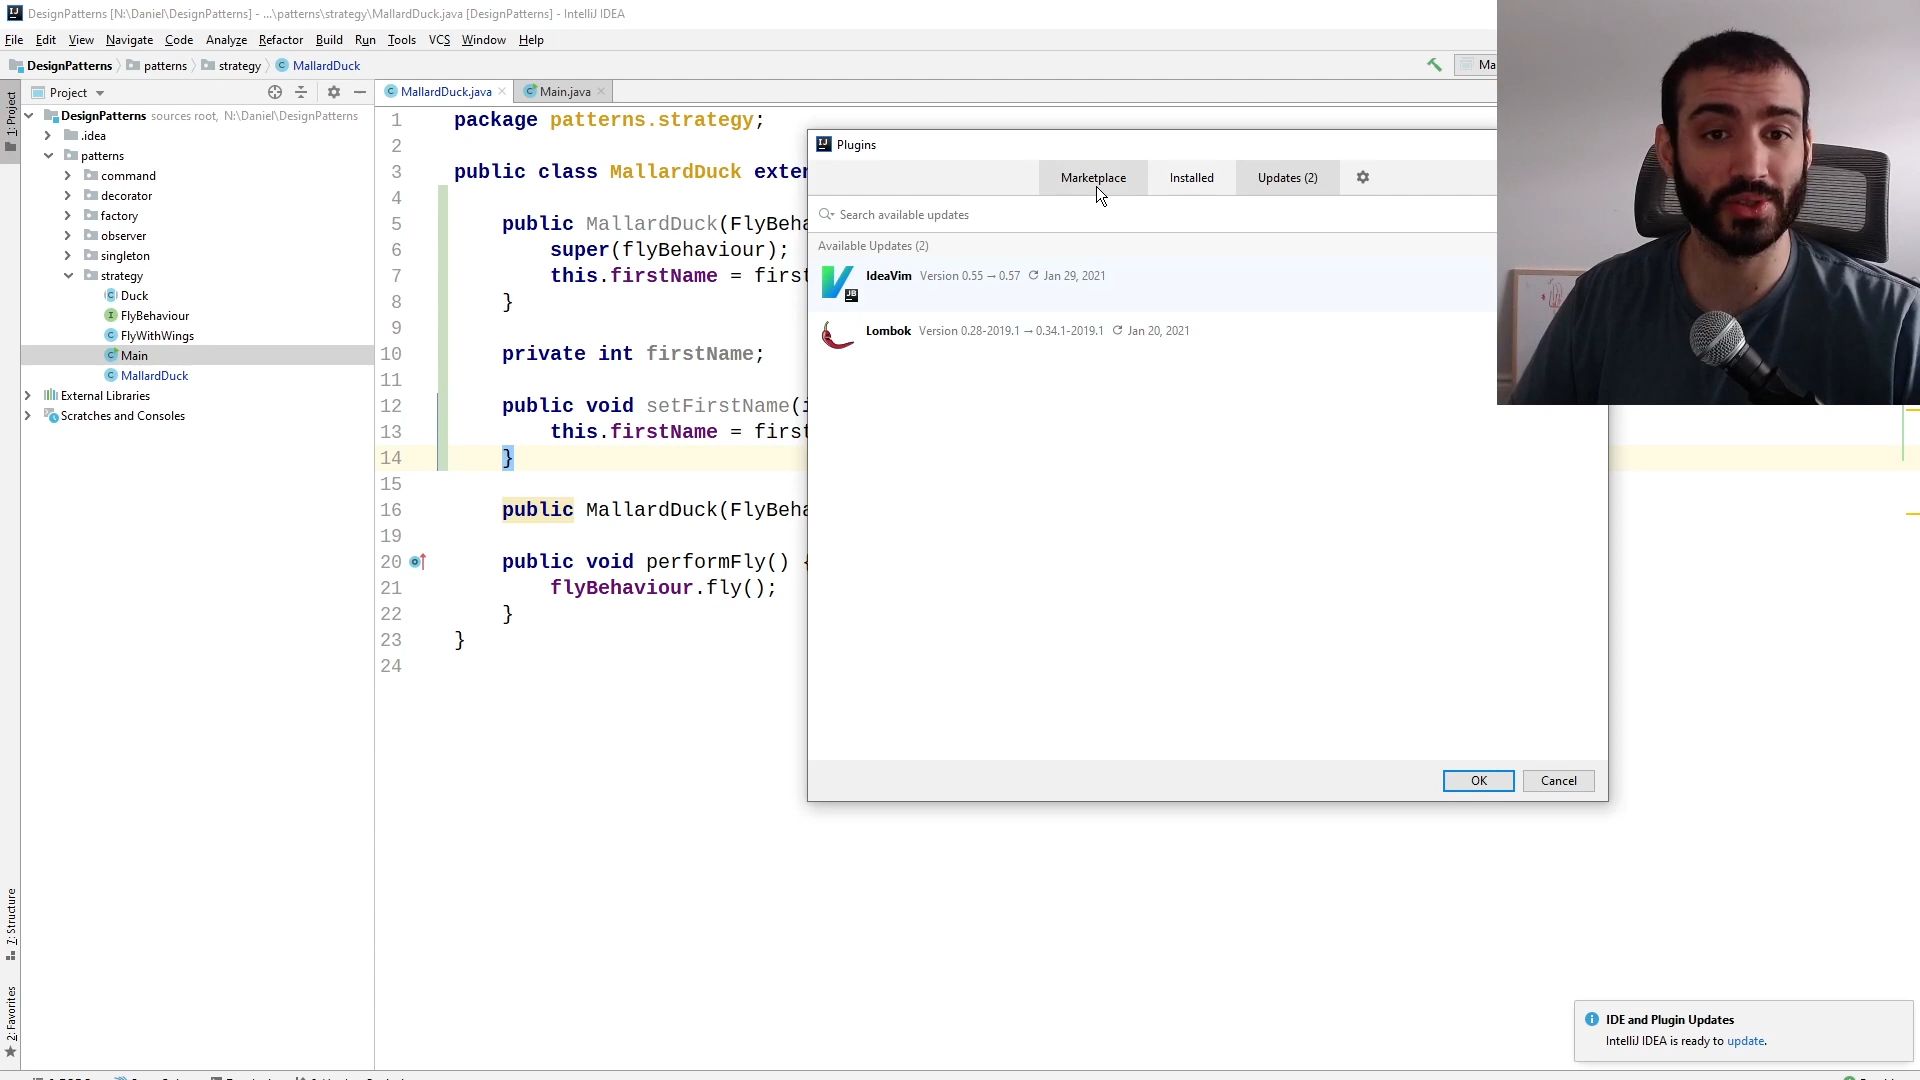 DesignPatterns [N:\Daniel\DesignPatterns] - ...\patterns\strategy\MallardDuck.java [DesignPatterns] - IntelliJ IDEA
File Edit View Navigate Code Analyze Refactor Build Run Tools VCS Window Help
DesignPatterns patterns strategy MallardDuck
Ma
1: Project
7: Structure
2: Favorites
Project
DesignPatterns sources root, N:\Daniel\DesignPatterns
.idea
patterns
command
decorator
factory
observer
singleton
strategy
Duck
FlyBehaviour
FlyWithWings
Main
MallardDuck
External Libraries
Scratches and Consoles
MallardDuck.java Main.java
1 package patterns.strategy;
2
3 public class MallardDuck exten
4
5 public MallardDuck(FlyBeha
6 super(flyBehaviour);
7 this.firstName = first
8 }
9
10 private int firstName;
11
12 public void setFirstName(i
13 this.firstName = first
14 }
15
16 public MallardDuck(FlyBeha
19
20 public void performFly() {
21 flyBehaviour.fly();
22 }
23 }
24
Plugins
Marketplace Installed Updates (2)
Search available updates
Available Updates (2)
IdeaVim Version 0.55 → 0.57 Jan 29, 2021
JB
Lombok Version 0.28-2019.1 → 0.34.1-2019.1 Jan 20, 2021
OK Cancel
IDE and Plugin Updates
IntelliJ IDEA is ready to update.